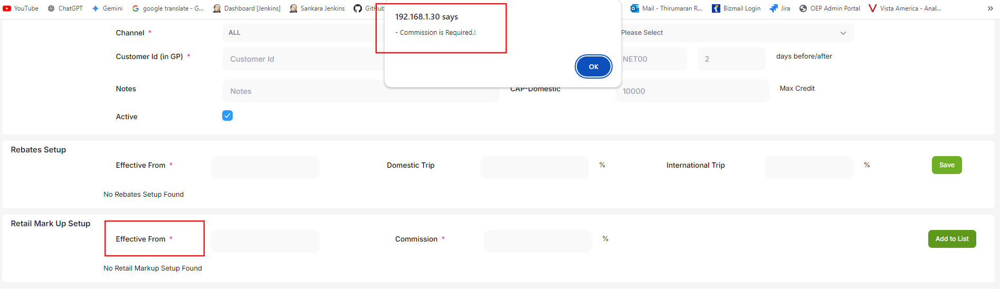 YouTube ChatGPT Gemini google translate - G... Dashboard [Jenkins] Sankara Jenkins GitHub Mail - Thirumaran R... Bizmail Login Jira OEP Admin Portal Vista America - Anal... »
192.168.1.30 says
- Commission is Required.!
OK
Channel * ALL Please Select
Customer Id (in GP) * Customer Id NET00 2 days before/after
Notes Notes CAP-Domestic 10000 Max Credit
Active
Rebates Setup
Effective From * Domestic Trip % International Trip % Save
No Rebates Setup Found
Retail Mark Up Setup
Effective From * Commission * % Add to List
No Retail Markup Setup Found